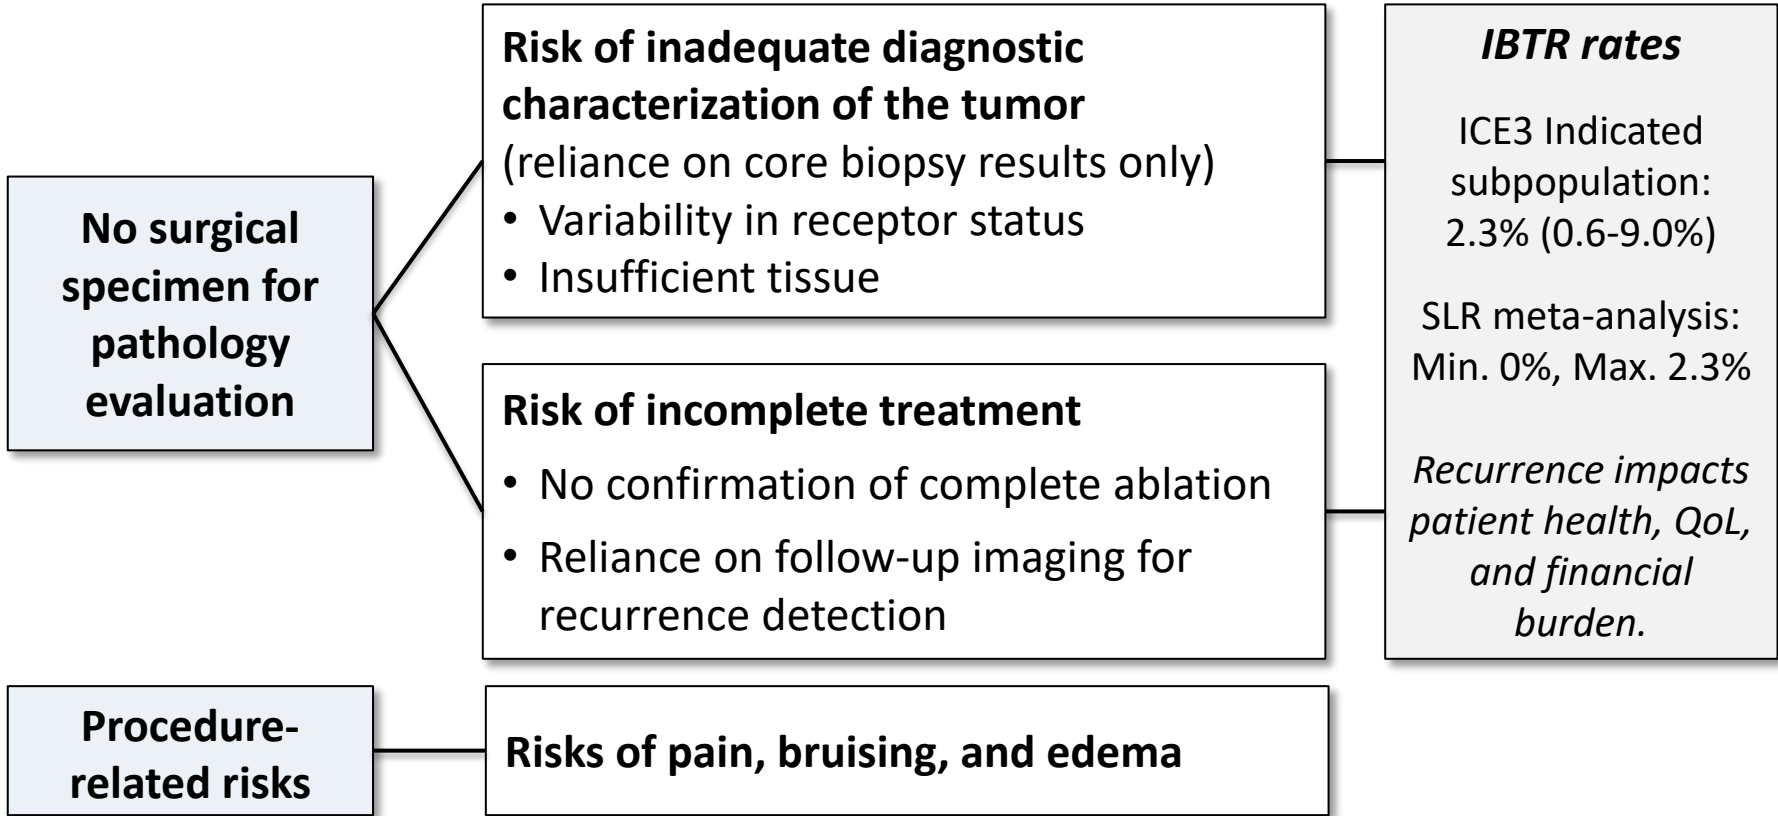 No surgical
specimen for
pathology
evaluation
Risk of inadequate diagnostic
characterization of the tumor
(reliance on core biopsy results only)
• Variability in receptor status
• Insufficient tissue
Risk of incomplete treatment
• No confirmation of complete ablation
• Reliance on follow-up imaging for
recurrence detection
IBTR rates
ICE3 Indicated
subpopulation:
2.3% (0.6-9.0%)
SLR meta-analysis:
Min. 0%, Max. 2.3%
Recurrence impacts
patient health, QoL,
and financial
burden.
Procedure-
related risks
Risks of pain, bruising, and edema